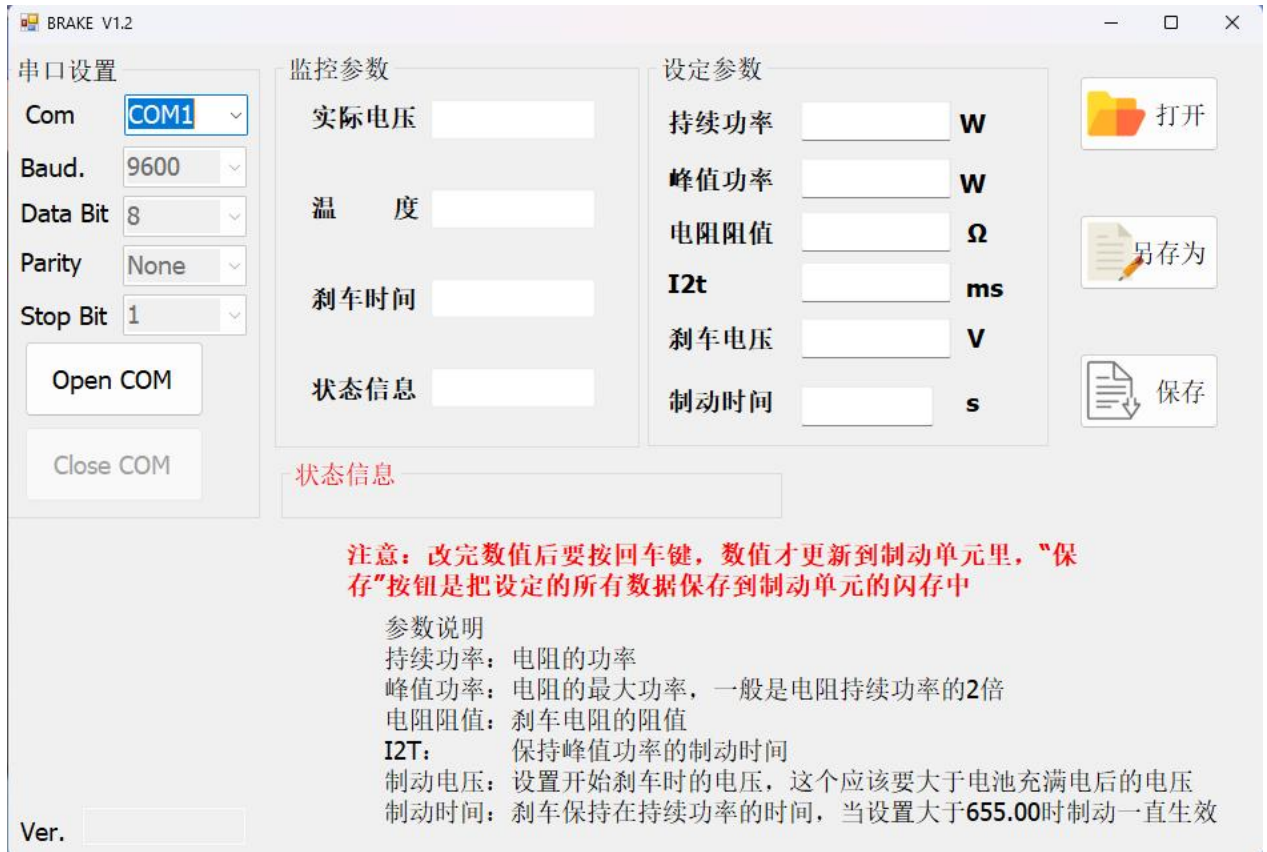 BRAKE V1.2
串口设置
Com COM1
Baud. 9600
Data Bit 8
Parity None
Stop Bit 1
Open COM
Close COM
监控参数
实际电压
温 度
刹车时间
状态信息
设定参数
持续功率 W
峰值功率 W
电阻阻值 Ω
I2t ms
刹车电压 V
制动时间 s
打开
另存为
保存
状态信息
注意：改完数值后要按回车键，数值才更新到制动单元里，“保
存”按钮是把设定的所有数据保存到制动单元的闪存中
参数说明
持续功率：电阻的功率
峰值功率：电阻的最大功率，一般是电阻持续功率的2倍
电阻阻值：刹车电阻的阻值
I2T： 保持峰值功率的制动时间
制动电压：设置开始刹车时的电压，这个应该要大于电池充满电后的电压
制动时间：刹车保持在持续功率的时间，当设置大于655.00时制动一直生效
Ver.